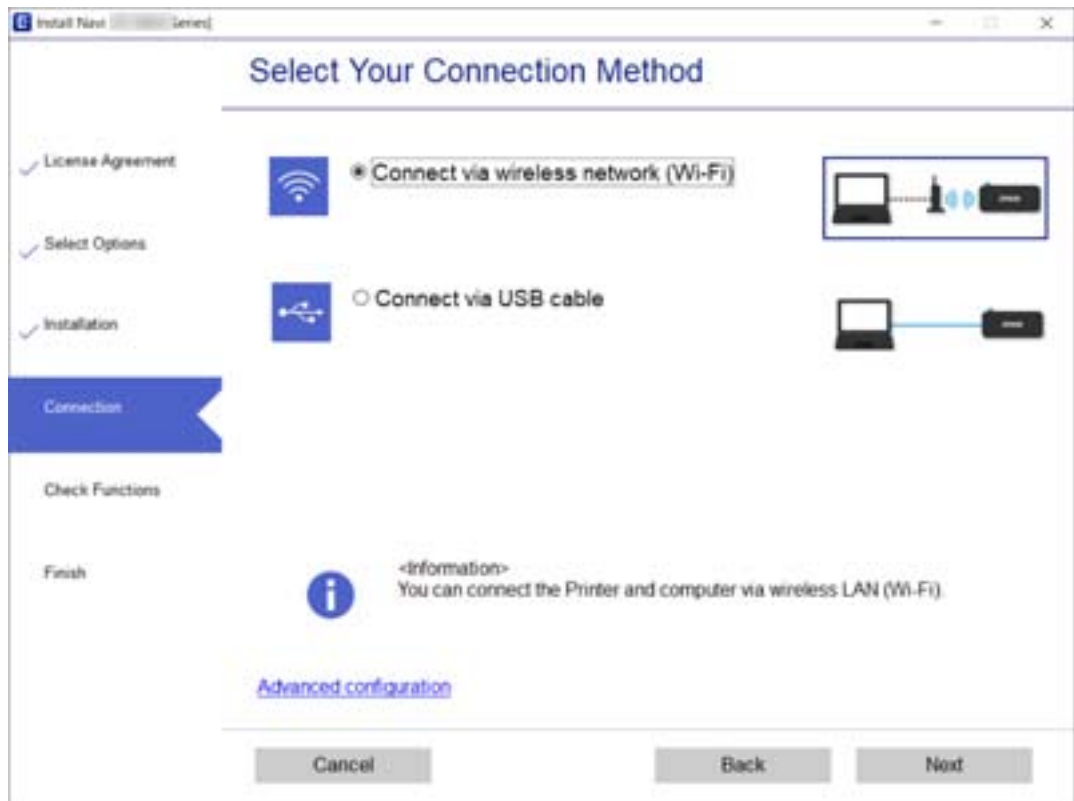 Install Navi Series]
Select Your Connection Method
License Agreement
Select Options
Installation
Connection
Check Functions
Finish
Connect via wireless network (Wi-Fi)
Connect via USB cable
<Information>
You can connect the Printer and computer via wireless LAN (Wi-Fi).
Advanced configuration
Cancel
Back
Next